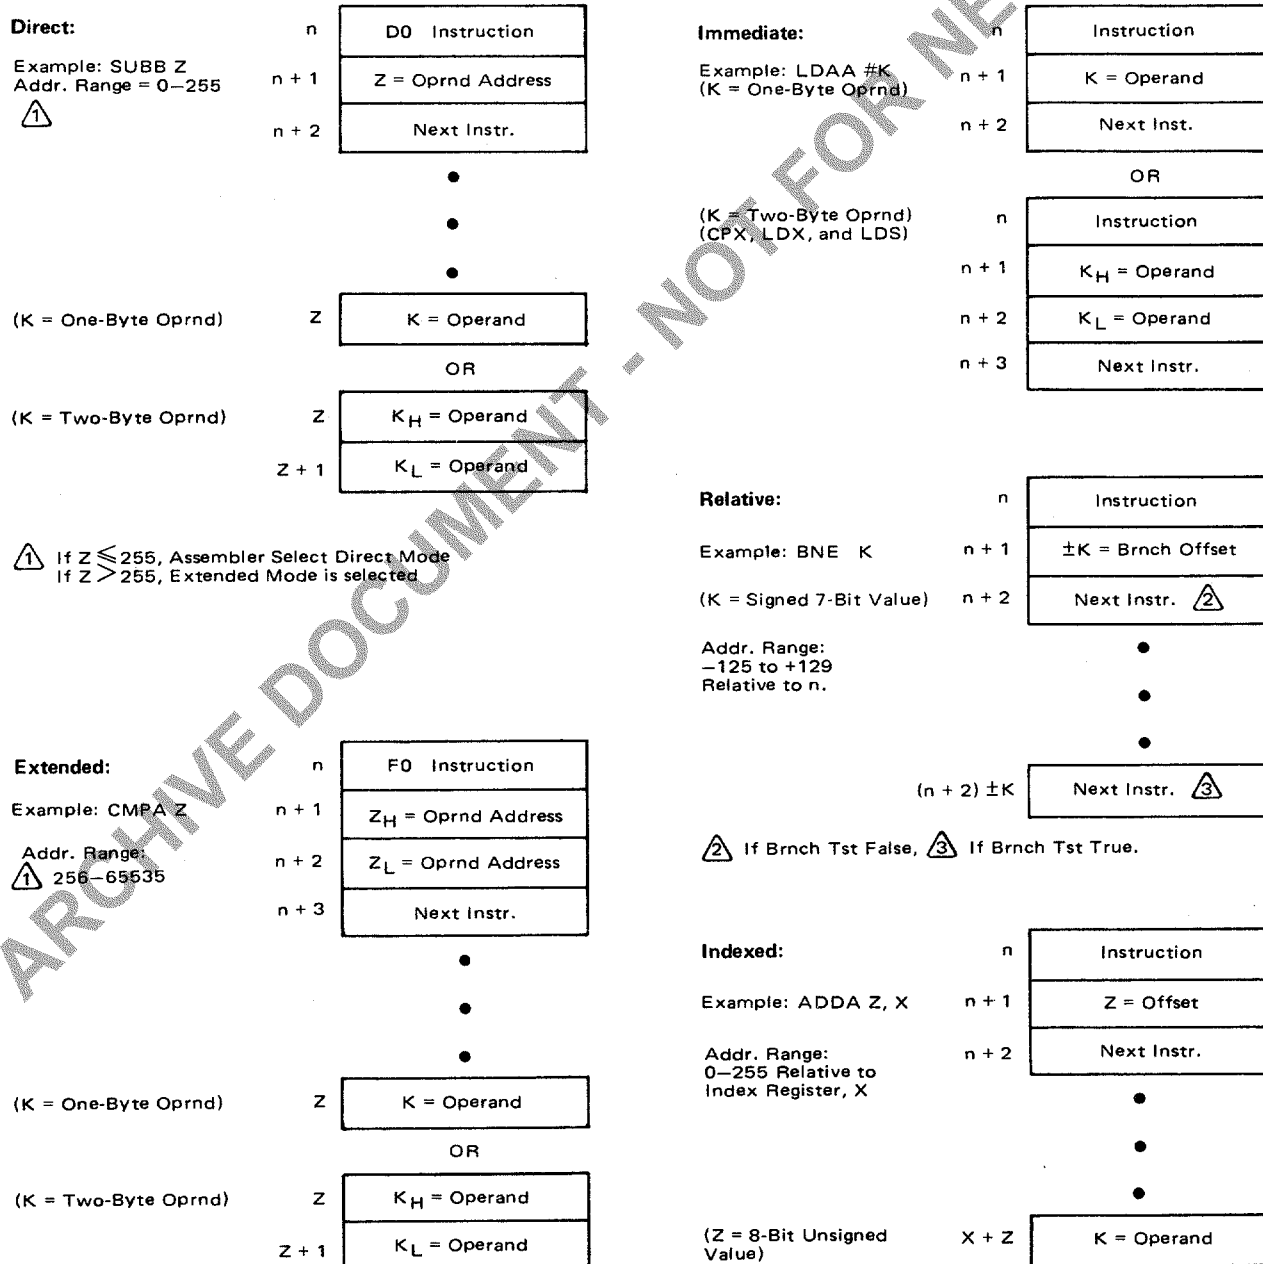 Direct:
n
D0 Instruction
Example: SUBB Z
n + 1
Z = Oprnd Address
Addr. Range = 0–255
1
n + 2
Next Instr.
(K = One-Byte Oprnd)
Z
K = Operand
OR
(K = Two-Byte Oprnd)
Z
KH = Operand
Z + 1
KL = Operand
1 If Z ≤ 255, Assembler Select Direct Mode
If Z > 255, Extended Mode is selected
Extended:
n
F0 Instruction
Example: CMPA Z
n + 1
ZH = Oprnd Address
Addr. Range:
1 256–65535
n + 2
ZL = Oprnd Address
n + 3
Next Instr.
(K = One-Byte Oprnd)
Z
K = Operand
OR
(K = Two-Byte Oprnd)
Z
KH = Operand
Z + 1
KL = Operand
Immediate:
n
Instruction
Example: LDAA #K
(K = One-Byte Oprnd)
n + 1
K = Operand
n + 2
Next Inst.
OR
(K = Two-Byte Oprnd)
(CPX, LDX, and LDS)
n
Instruction
n + 1
KH = Operand
n + 2
KL = Operand
n + 3
Next Instr.
Relative:
n
Instruction
Example: BNE K
n + 1
±K = Brnch Offset
(K = Signed 7-Bit Value)
n + 2
Next Instr. 2
Addr. Range:
–125 to +129
Relative to n.
(n + 2) ±K
Next Instr. 3
2 If Brnch Tst False, 3 If Brnch Tst True.
Indexed:
n
Instruction
Example: ADDA Z, X
n + 1
Z = Offset
Addr. Range:
0–255 Relative to
Index Register, X
n + 2
Next Instr.
(Z = 8-Bit Unsigned
Value)
X + Z
K = Operand
ARCHIVE DOCUMENT - NOT FOR NE